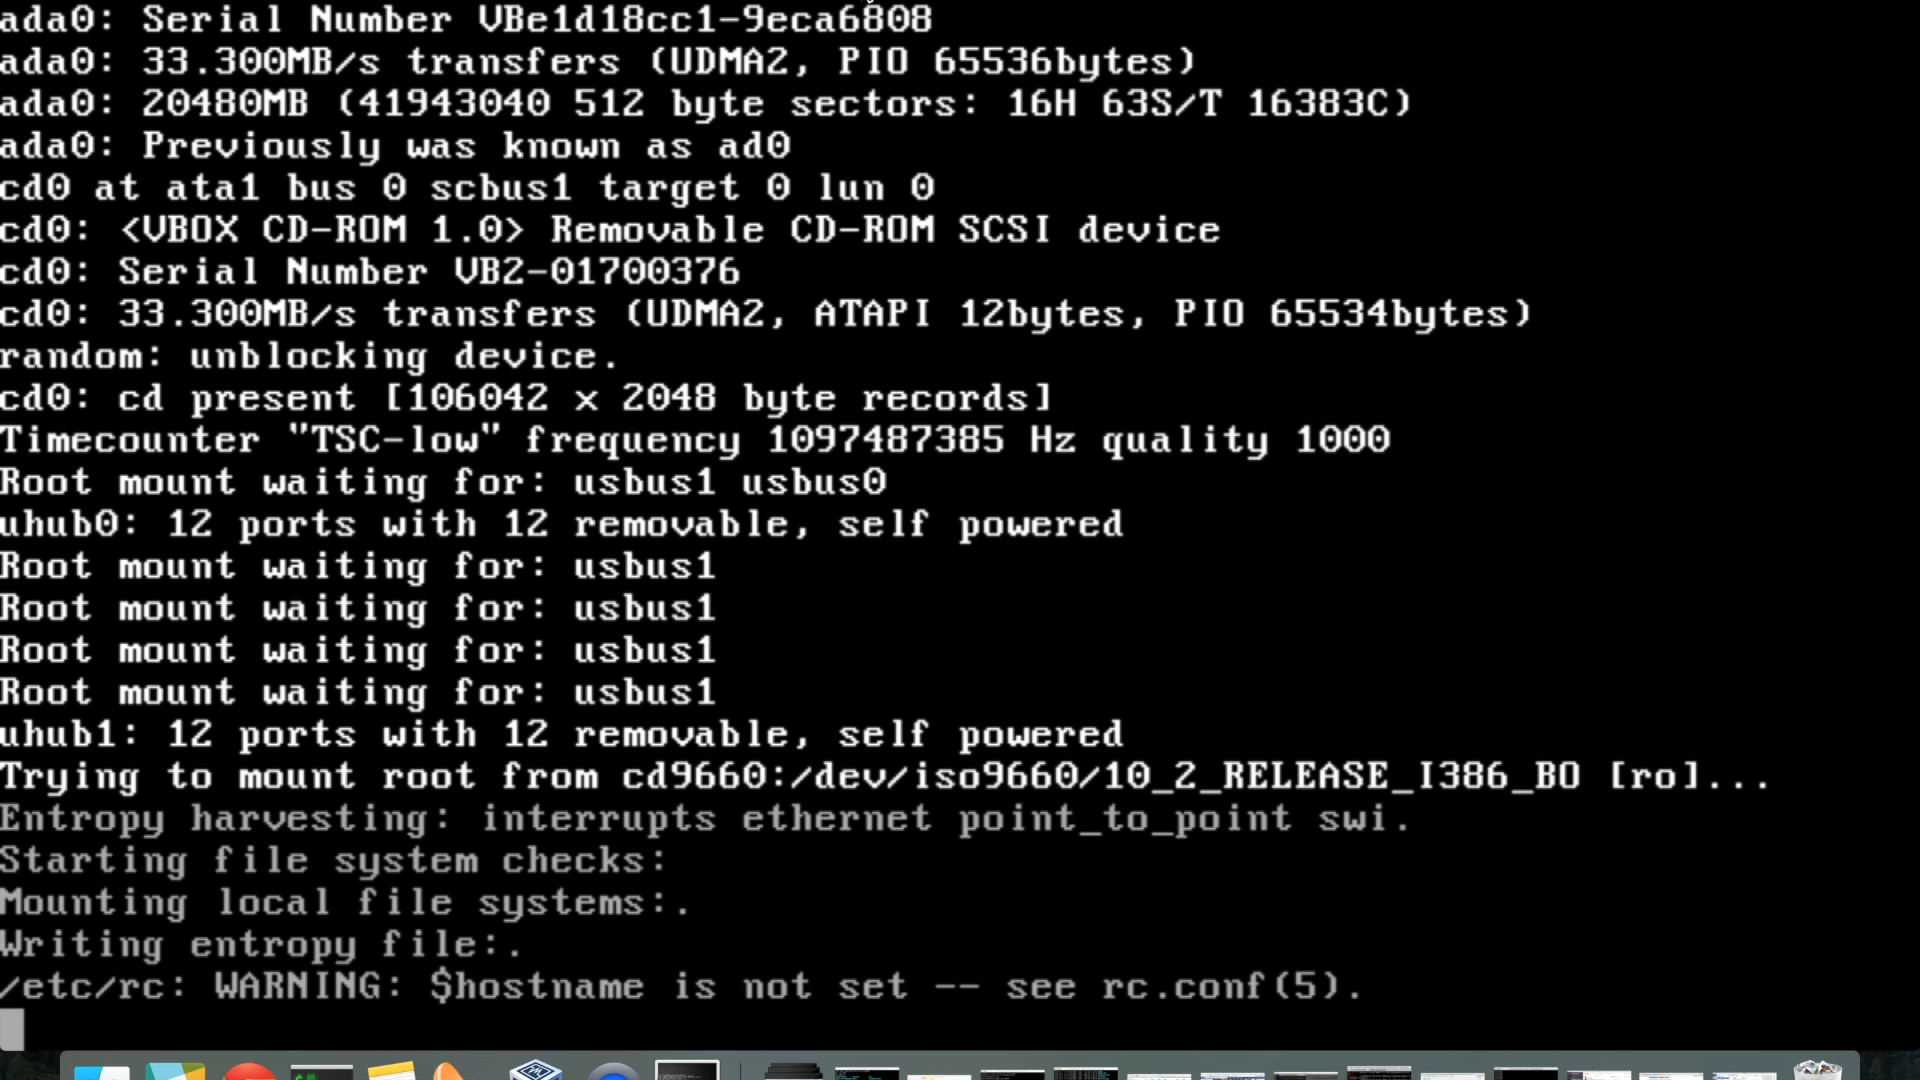 ada0: Serial Number VBe1d18cc1-9eca6808
ada0: 33.300MB/s transfers (UDMA2, PIO 65536bytes)
ada0: 20480MB (41943040 512 byte sectors: 16H 63S/T 16383C)
ada0: Previously was known as ad0
cd0 at ata1 bus 0 scbus1 target 0 lun 0
cd0: <VBOX CD-ROM 1.0> Removable CD-ROM SCSI device
cd0: Serial Number VB2-01700376
cd0: 33.300MB/s transfers (UDMA2, ATAPI 12bytes, PIO 65534bytes)
random: unblocking device.
cd0: cd present [106042 x 2048 byte records]
Timecounter "TSC-low" frequency 1097487385 Hz quality 1000
Root mount waiting for: usbus1 usbus0
uhub0: 12 ports with 12 removable, self powered
Root mount waiting for: usbus1
Root mount waiting for: usbus1
Root mount waiting for: usbus1
Root mount waiting for: usbus1
uhub1: 12 ports with 12 removable, self powered
Trying to mount root from cd9660:/dev/iso9660/10_2_RELEASE_I386_BO [ro]...
Entropy harvesting: interrupts ethernet point_to_point swi.
Starting file system checks:
Mounting local file systems:.
Writing entropy file:.
/etc/rc: WARNING: $hostname is not set -- see rc.conf(5).